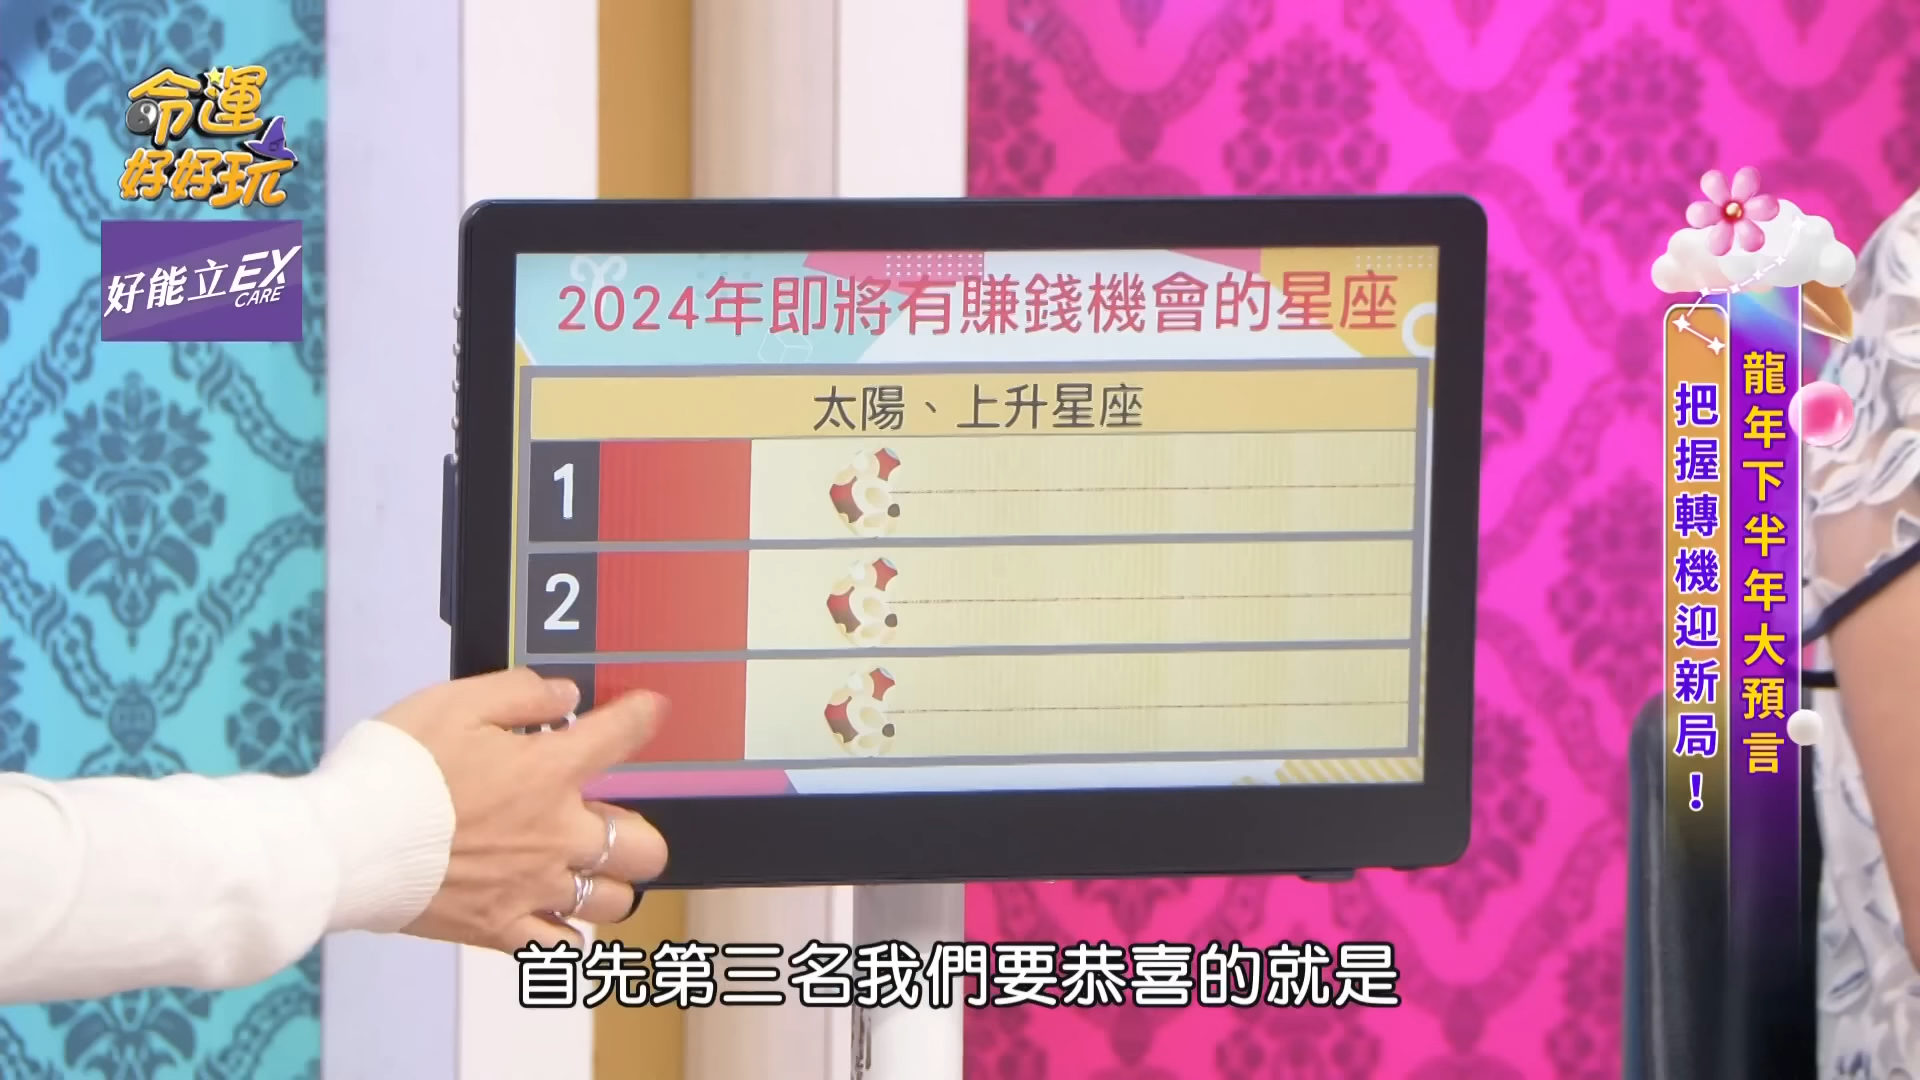 命運
好好玩
好能立EX
CARE
2024年即將有賺錢機會的星座
太陽、上升星座
1
2
龍年下半年大預言
把握轉機迎新局！
首先第三名我們要恭喜的就是